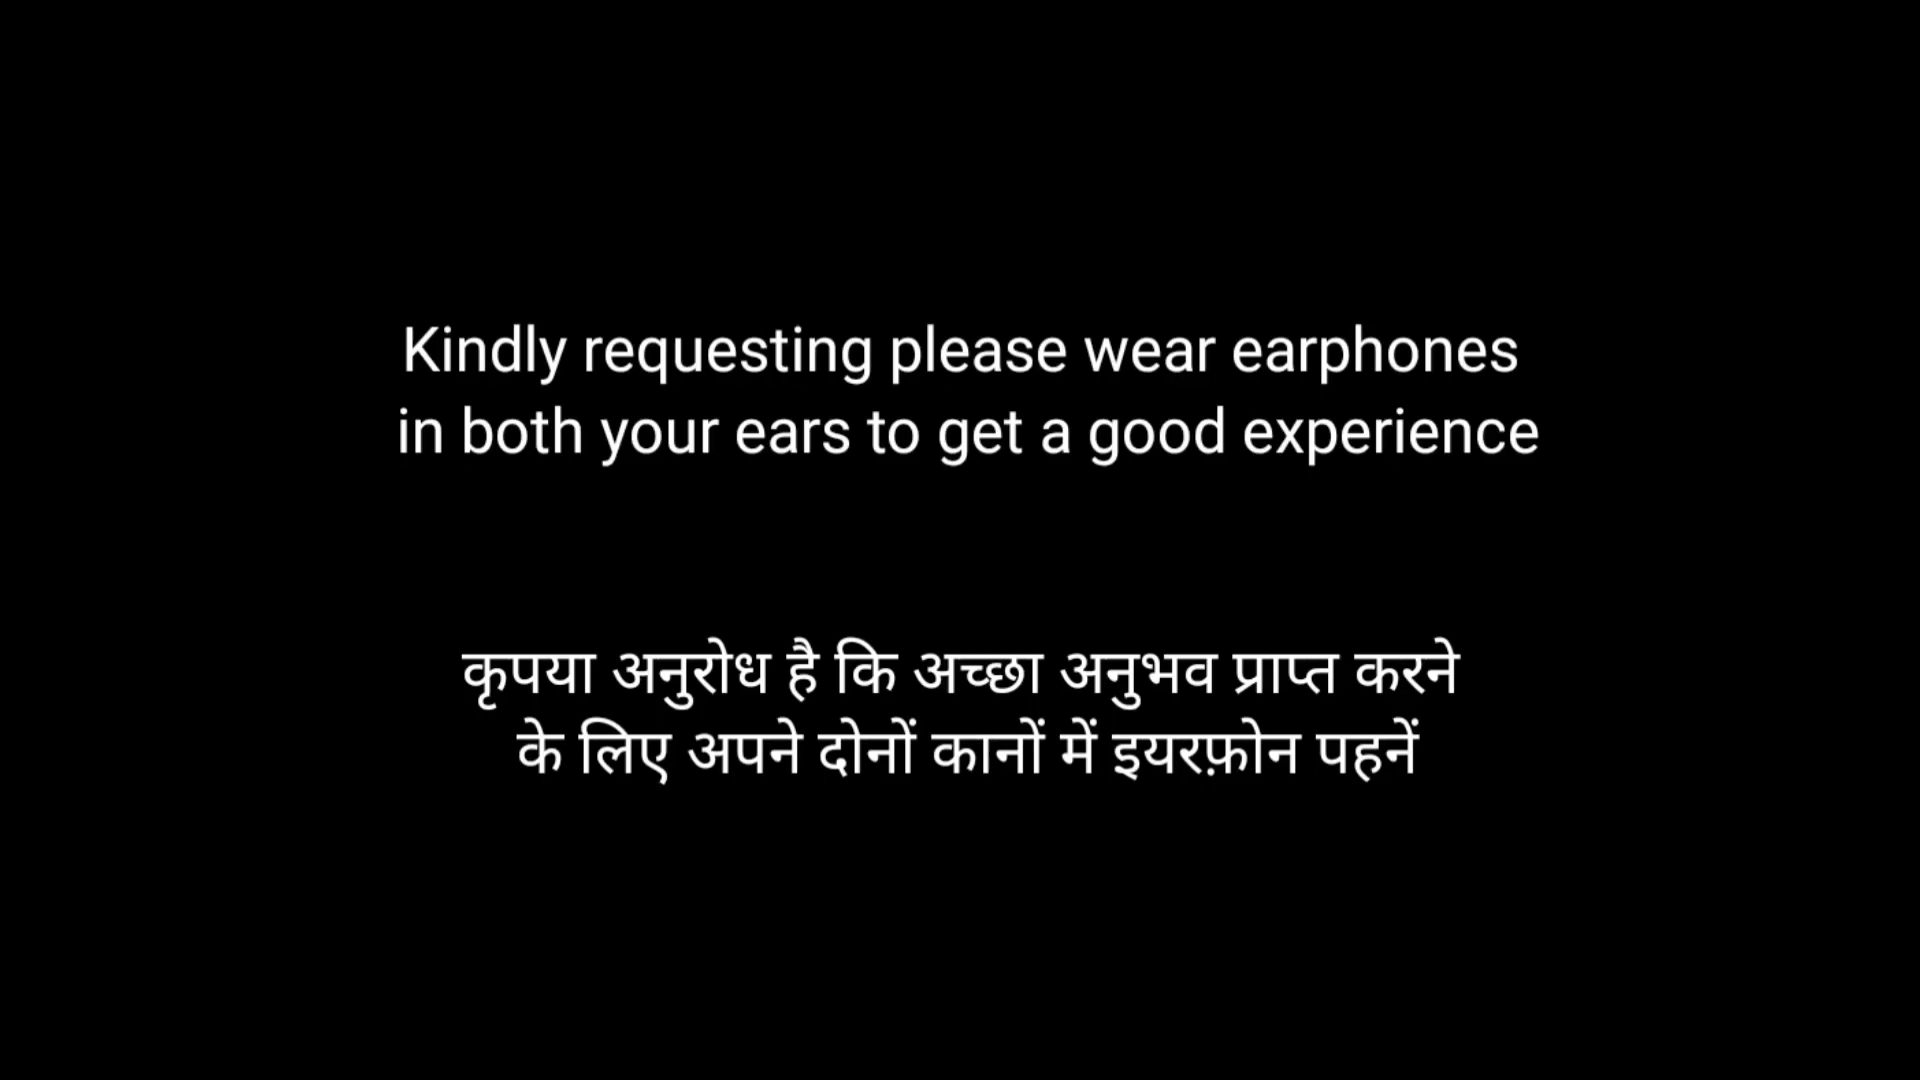 Kindly requesting please wear earphones
in both your ears to get a good experience
कृपया अनुरोध है कि अच्छा अनुभव प्राप्त करने
के लिए अपने दोनों कानों में इयरफ़ोन पहनें